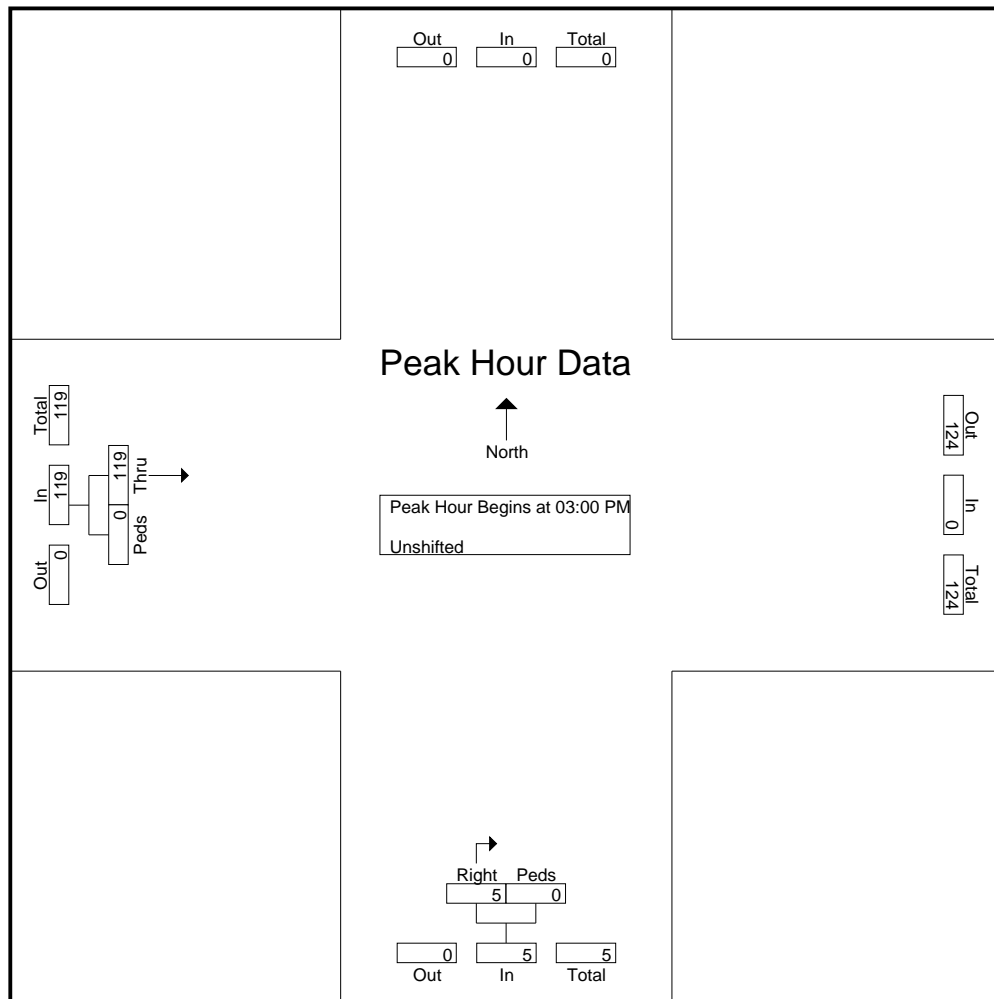 Out In Total
0 0 0
Peak Hour Data
North
Peak Hour Begins at 03:00 PM
Unshifted
Total 119
In 119
Out 0
119 Thru
0 Peds
Out 124
In 0
Total 124
Right Peds
5 0
0 5 5
Out In Total